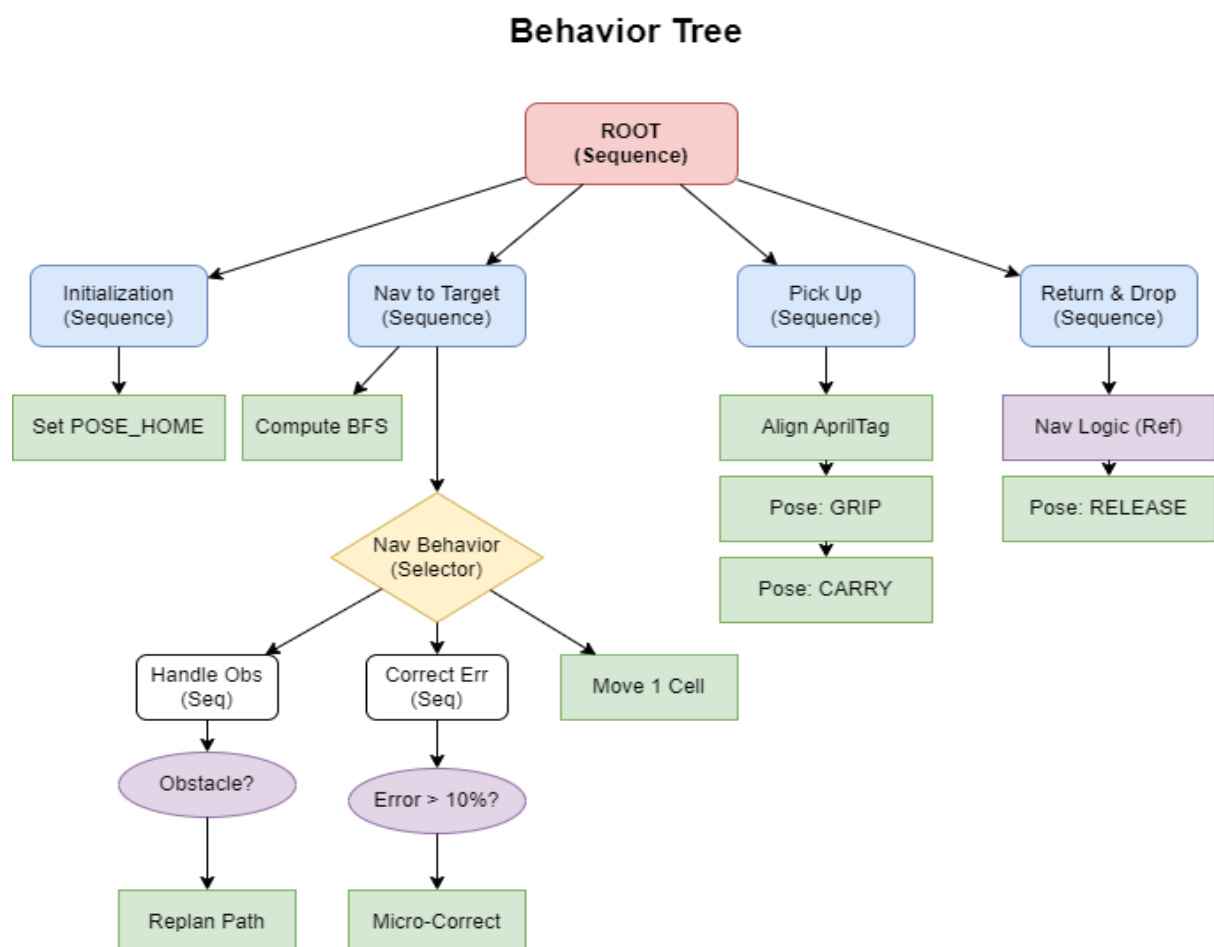 Behavior Tree
ROOT
(Sequence)
Initialization
(Sequence)
Nav to Target
(Sequence)
Pick Up
(Sequence)
Return & Drop
(Sequence)
Set POSE_HOME
Compute BFS
Align AprilTag
Nav Logic (Ref)
Pose: GRIP
Pose: RELEASE
Nav Behavior
(Selector)
Pose: CARRY
Handle Obs
(Seq)
Correct Err
(Seq)
Move 1 Cell
Obstacle?
Error > 10%?
Replan Path
Micro-Correct